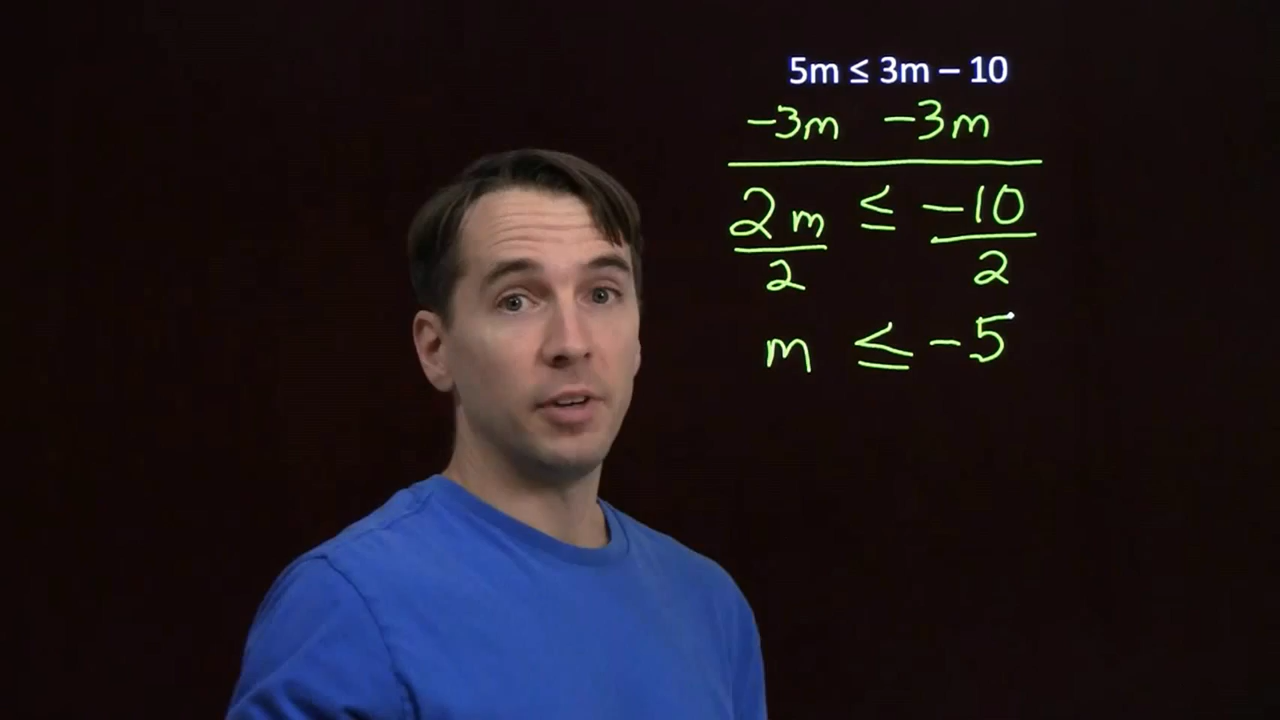 5m ≤ 3m – 10
-3m -3m
2m ≤ -10
2 2
m ≤ -5